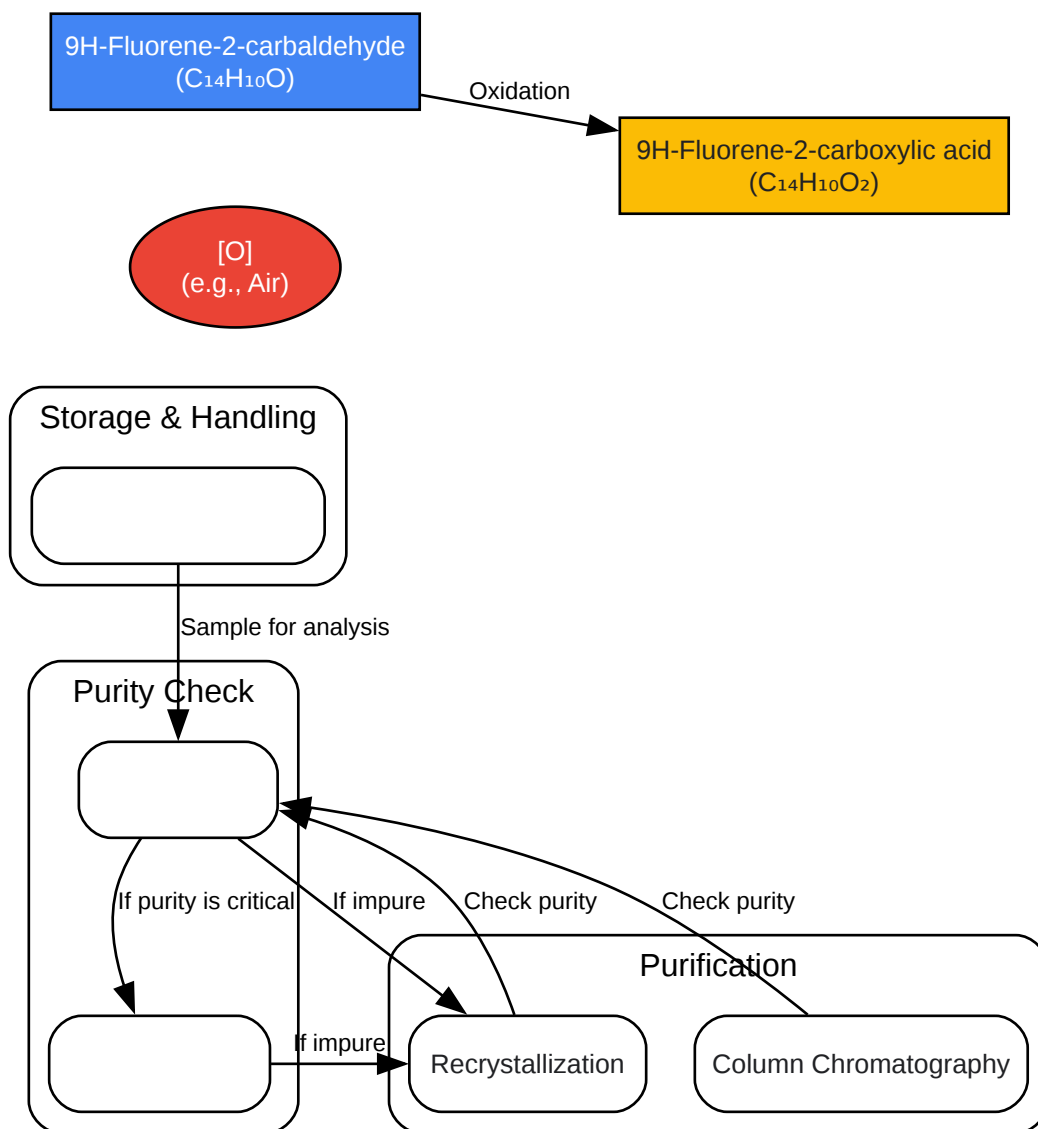 9H-Fluorene-2-carbaldehyde
(C₁₄H₁₀O)
Oxidation
9H-Fluorene-2-carboxylic acid
(C₁₄H₁₀O₂)
[O]
(e.g., Air)
Storage & Handling
Sample for analysis
Purity Check
If purity is critical
If impure
Check purity
Check purity
Purification
If impure
Recrystallization
Column Chromatography